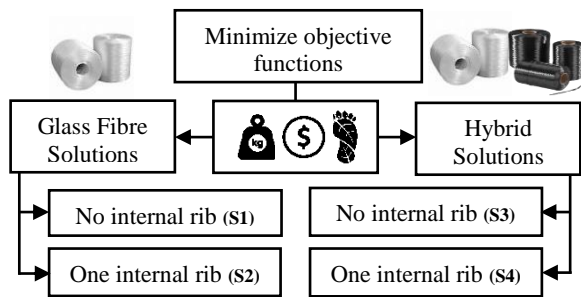 Minimize objective
functions
Glass Fibre
Solutions
kg
$
Hybrid
Solutions
No internal rib (S1)
No internal rib (S3)
One internal rib (S2)
One internal rib (S4)